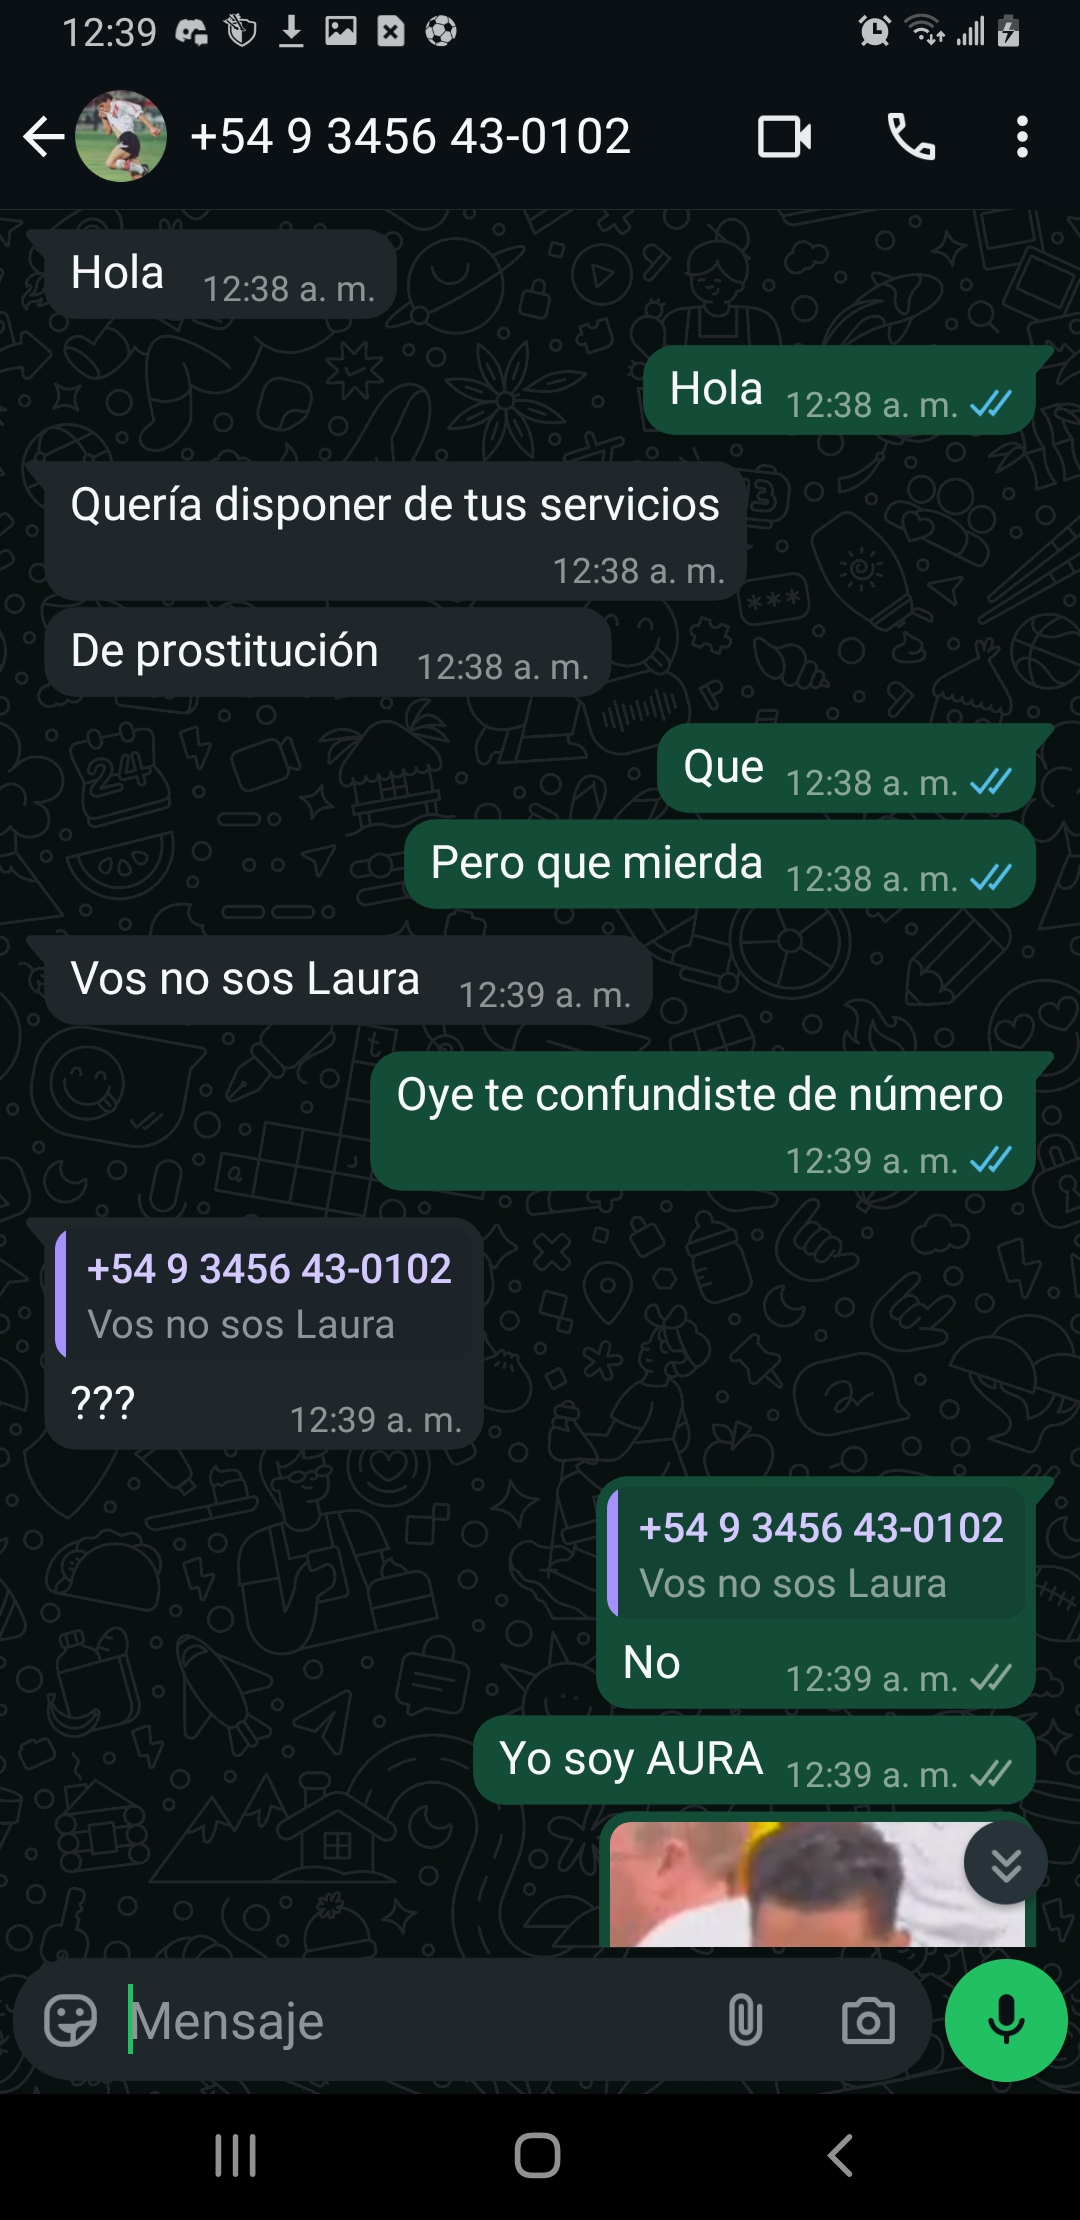 12:39
+54 9 3456 43-0102
Hola 12:38 a. m.
Hola 12:38 a. m.
Quería disponer de tus servicios
12:38 a. m.
De prostitución 12:38 a. m.
Que 12:38 a. m.
Pero que mierda 12:38 a. m.
Vos no sos Laura 12:39 a. m.
Oye te confundiste de número
12:39 a. m.
+54 9 3456 43-0102
Vos no sos Laura
??? 12:39 a. m.
+54 9 3456 43-0102
Vos no sos Laura
No 12:39 a. m.
Yo soy AURA 12:39 a. m.
Mensaje